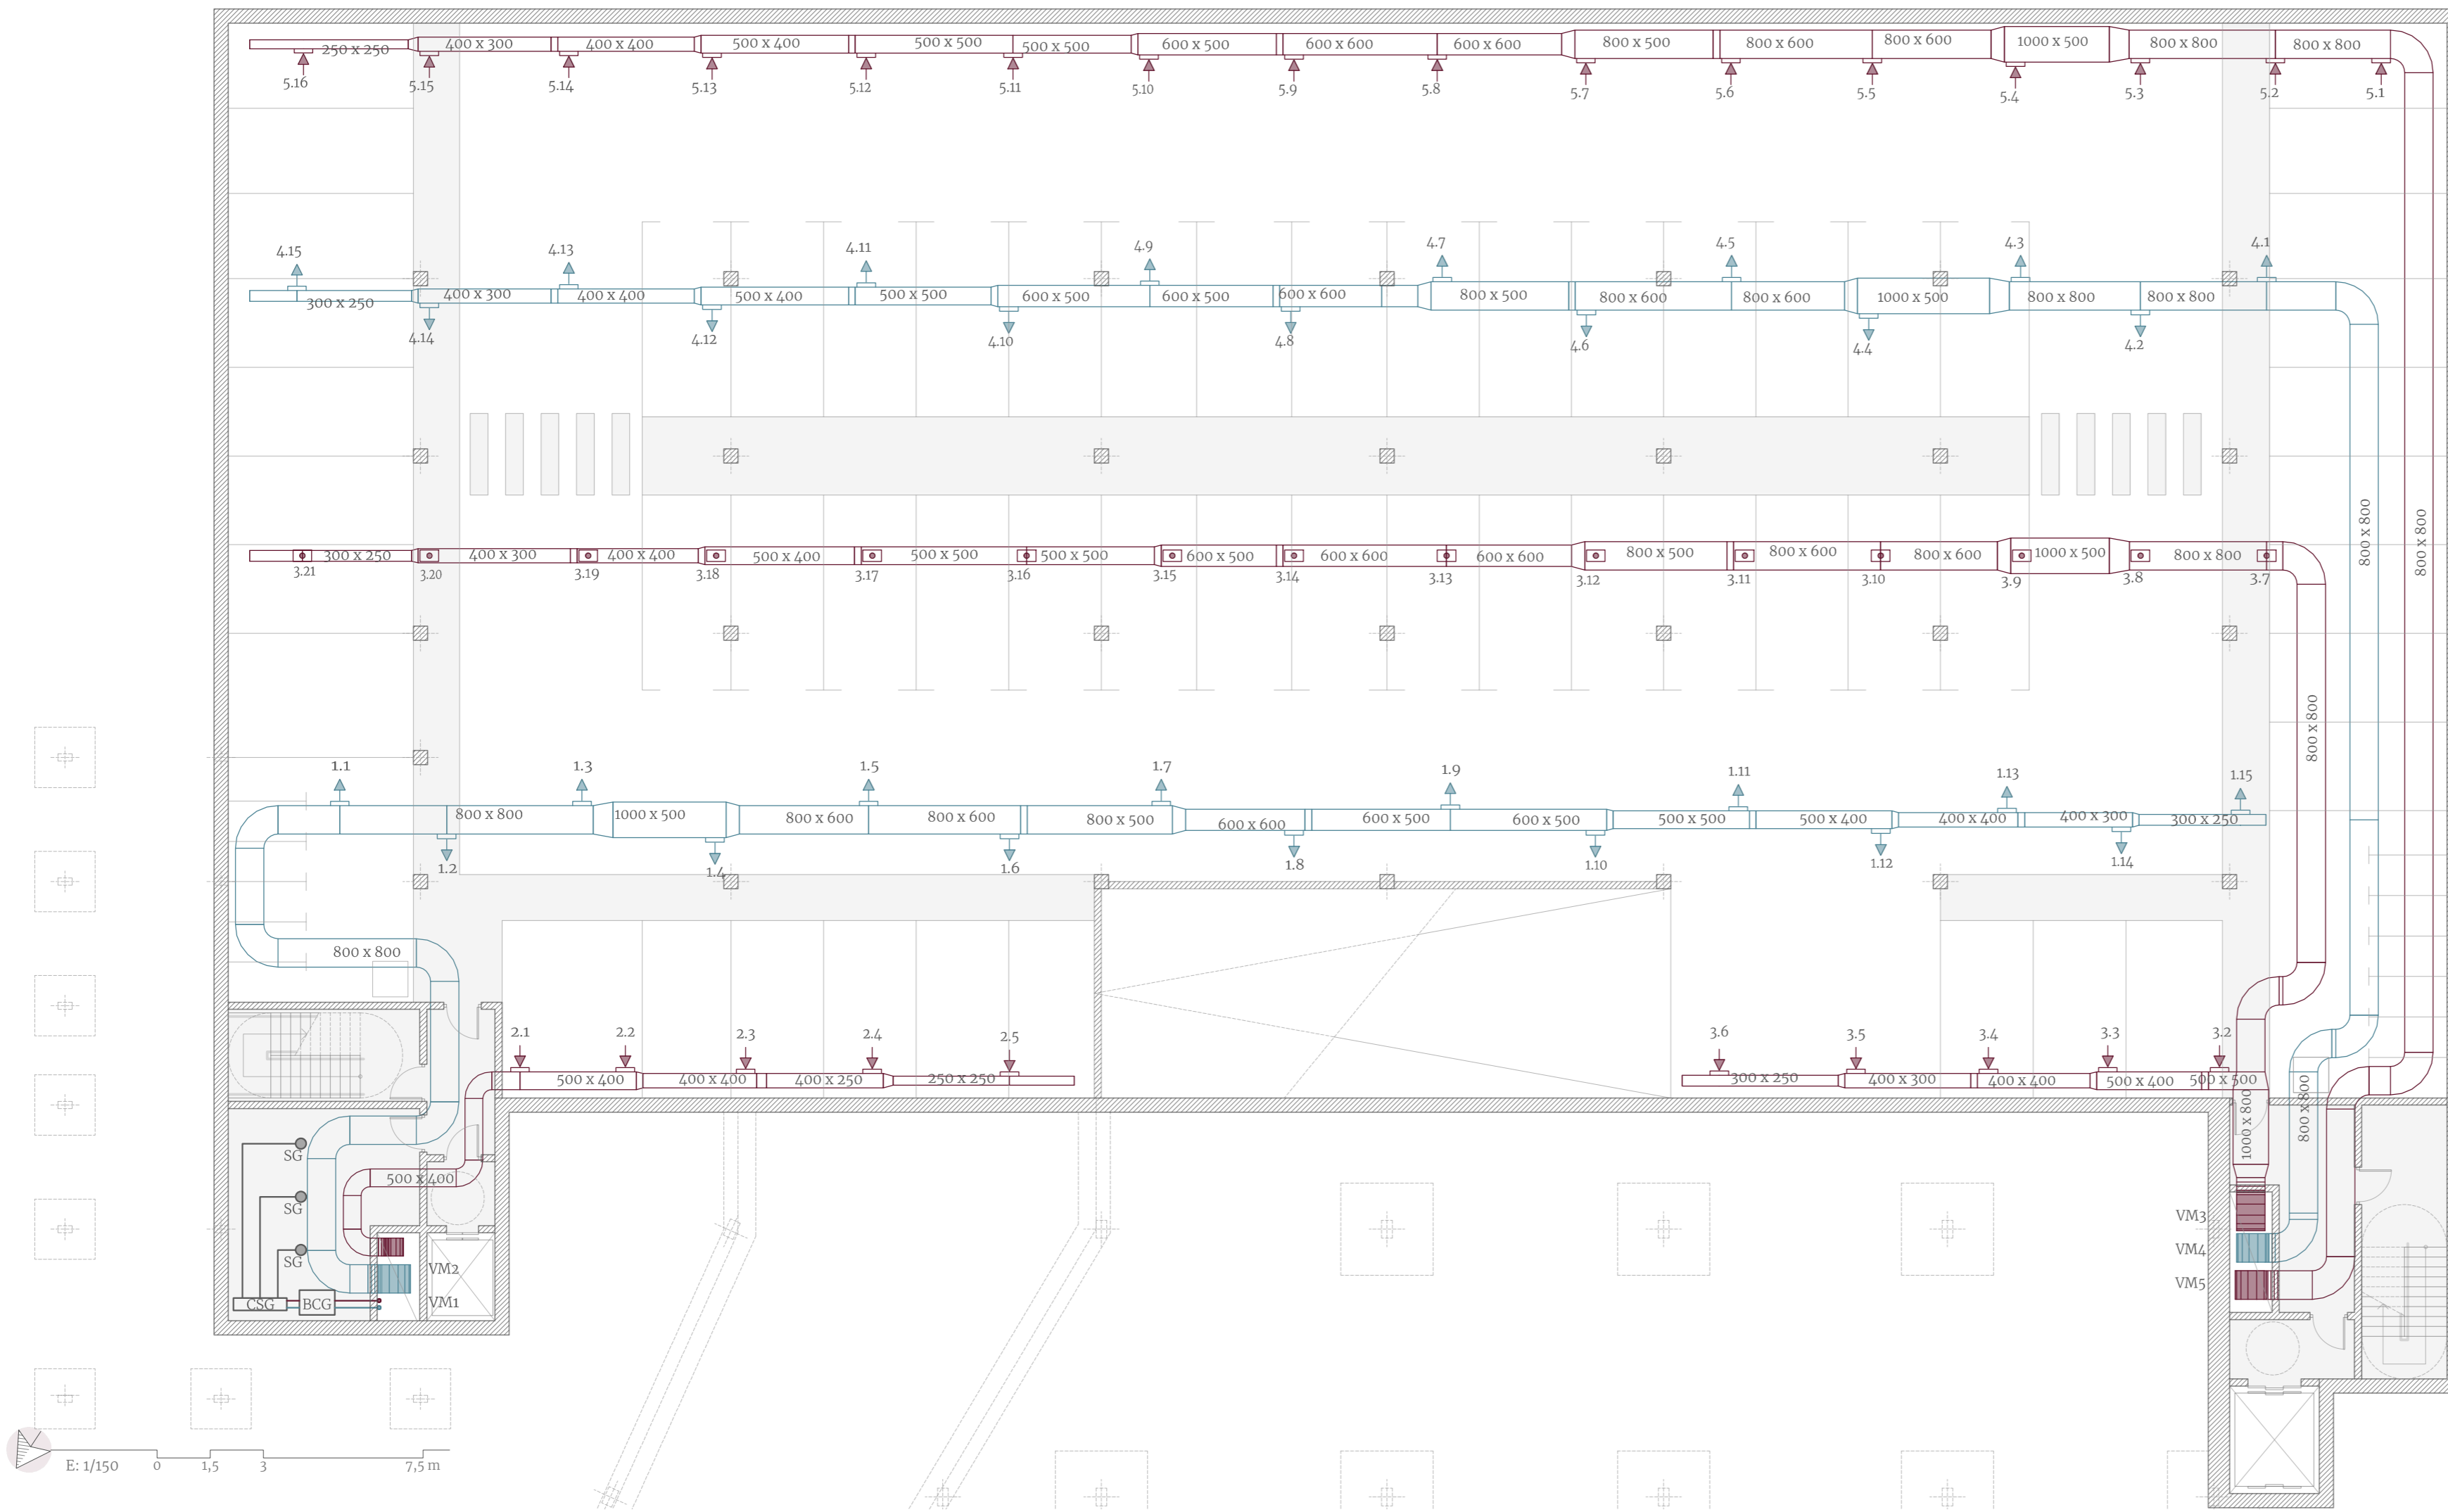 250 x 250 400 x 300 400 x 400 500 x 400 500 x 500 500 x 500 600 x 500 600 x 600 600 x 600 800 x 500 800 x 600 800 x 600 1000 x 500 800 x 800 800 x 800
5.16 5.15 5.14 5.13 5.12 5.11 5.10 5.9 5.8 5.7 5.6 5.5 5.4 5.3 5.2 5.1
4.15 4.13 4.11 4.9 4.7 4.5 4.3 4.1
300 x 250 400 x 300 400 x 400 500 x 400 500 x 500 600 x 500 600 x 500 600 x 600 800 x 500 800 x 600 800 x 600 1000 x 500 800 x 800 800 x 800
4.14 4.12 4.10 4.8 4.6 4.4 4.2
800 x 800
800 x 800
300 x 250 400 x 300 400 x 400 500 x 400 500 x 500 500 x 500 600 x 500 600 x 600 600 x 600 800 x 500 800 x 600 800 x 600 1000 x 500 800 x 800
3.21 3.20 3.19 3.18 3.17 3.16 3.15 3.14 3.13 3.12 3.11 3.10 3.9 3.8 3.7
800 x 800
1.1 1.3 1.5 1.7 1.9 1.11 1.13 1.15
800 x 800 1000 x 500 800 x 600 800 x 600 800 x 500 600 x 600 600 x 500 600 x 500 500 x 500 500 x 400 400 x 400 400 x 300 300 x 250
1.2 1.4 1.6 1.8 1.10 1.12 1.14
800 x 800
2.1 2.2 2.3 2.4 2.5 3.6 3.5 3.4 3.3 3.2
500 x 400 400 x 400 400 x 250 250 x 250 300 x 250 400 x 300 400 x 400 500 x 400 500 x 500
1000 x 800
800 x 800
SG
500 x 400
SG
VM3
SG
VM4
VM2
VM5
CSG BCG VM1
E: 1/150 0 1,5 3 7,5 m